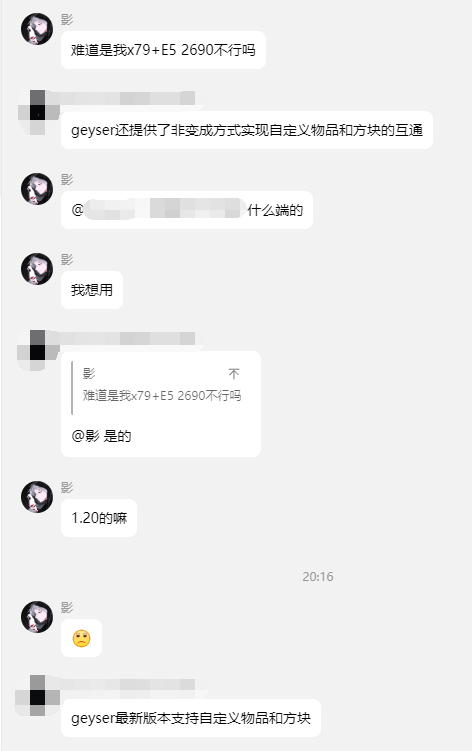 影
难道是我x79+E5 2690不行吗
geyser还提供了非变成方式实现自定义物品和方块的互通
影
@ 什么端的
影
我想用
影
难道是我x79+E5 2690不行吗
@影 是的
影
1.20的嘛
20:16
影
geyser最新版本支持自定义物品和方块